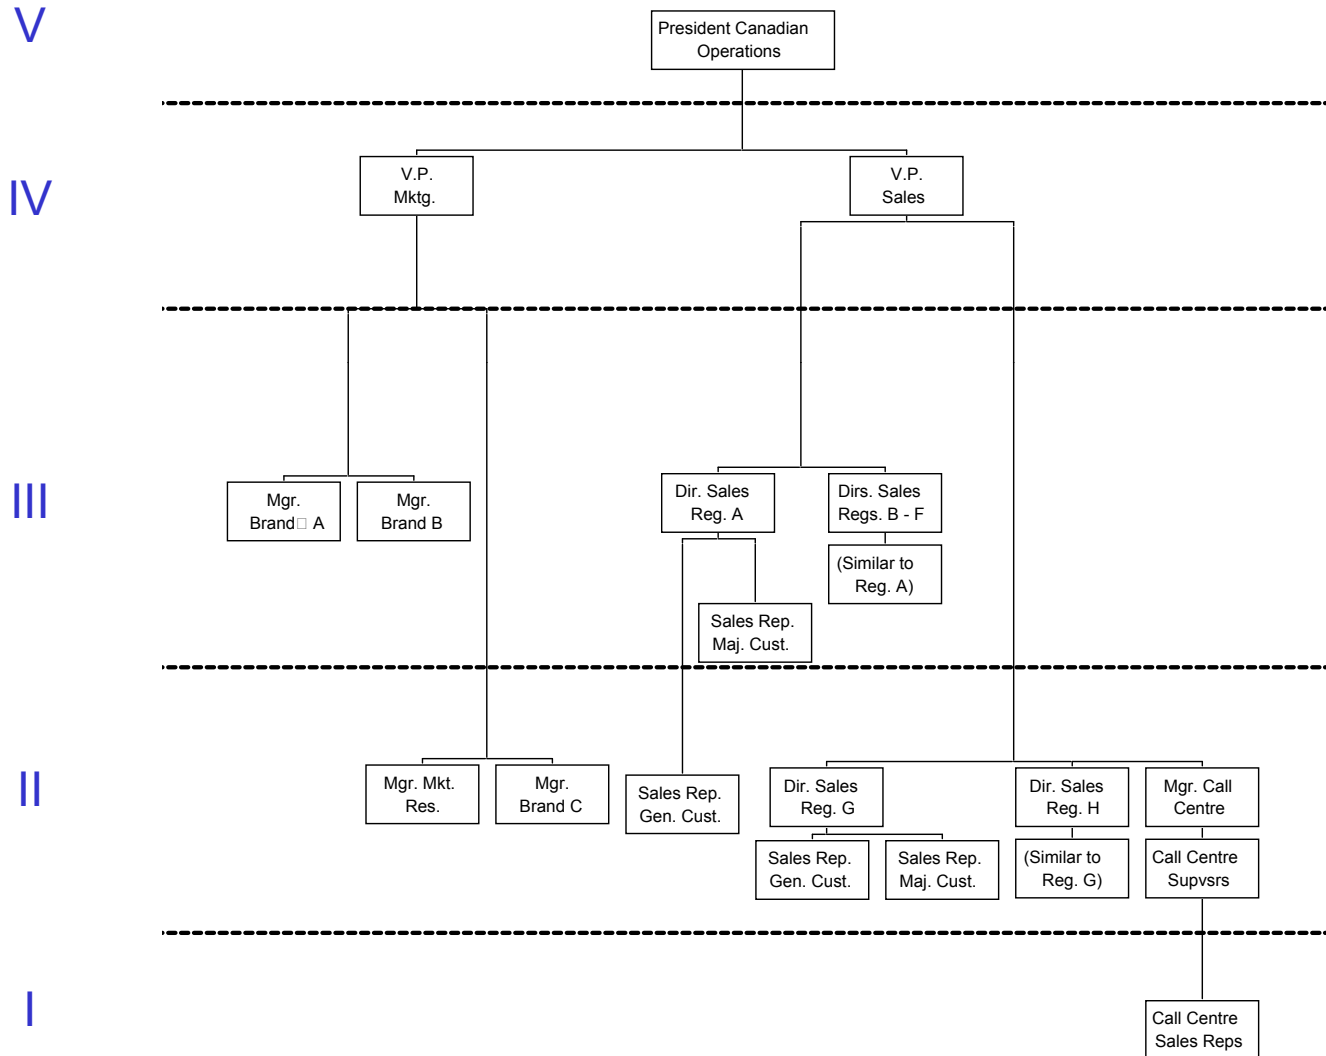 V
President Canadian
Operations
IV
V.P.
Mktg.
V.P.
Sales
III
Mgr.
Brand□ A
Mgr.
Brand B
Dir. Sales
Reg. A
Dirs. Sales
Regs. B - F
(Similar to
Reg. A)
Sales Rep.
Maj. Cust.
II
Mgr. Mkt.
Res.
Mgr.
Brand C
Sales Rep.
Gen. Cust.
Dir. Sales
Reg. G
Dir. Sales
Reg. H
Mgr. Call
Centre
Sales Rep.
Gen. Cust.
Sales Rep.
Maj. Cust.
(Similar to
Reg. G)
Call Centre
Supvsrs
I
Call Centre
Sales Reps